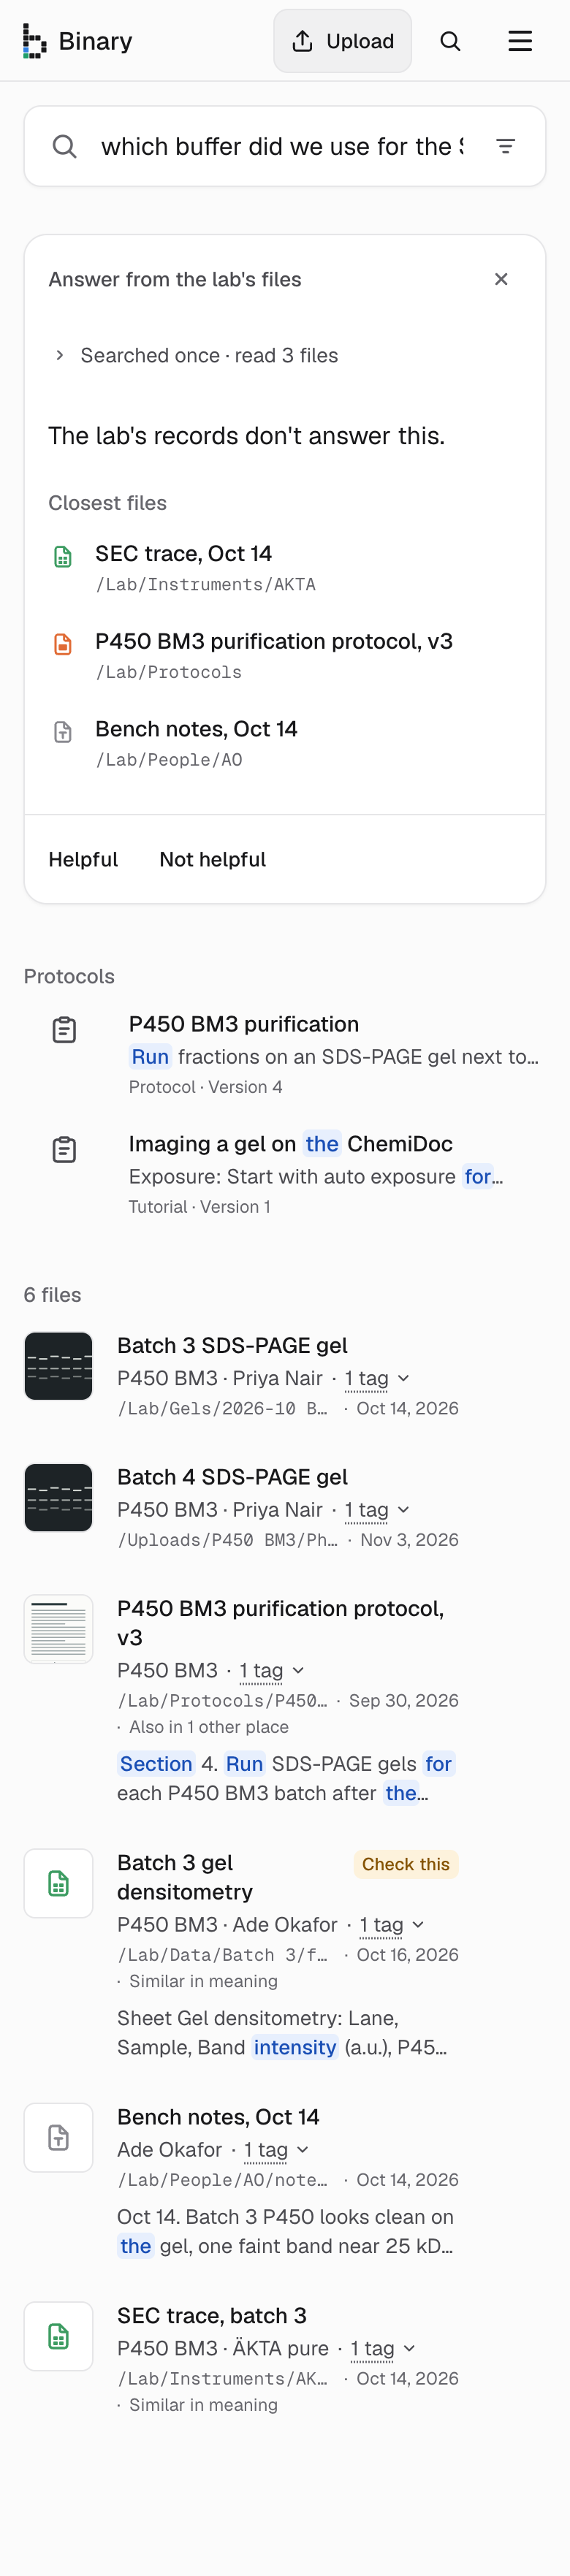 Binary
Upload
which buffer did we use for the
Answer from the lab's files
Searched once · read 3 files
The lab's records don't answer this.
Closest files
SEC trace, Oct 14
/Lab/Instruments/AKTA
P450 BM3 purification protocol, v3
/Lab/Protocols
Bench notes, Oct 14
/Lab/People/AO
Helpful Not helpful
Protocols
P450 BM3 purification
Run fractions on an SDS-PAGE gel next to...
Protocol · Version 4
Imaging a gel on the ChemiDoc
Exposure: Start with auto exposure for...
Tutorial · Version 1
6 files
Batch 3 SDS-PAGE gel
P450 BM3 · Priya Nair · 1 tag
/Lab/Gels/2026-10 B... · Oct 14, 2026
Batch 4 SDS-PAGE gel
P450 BM3 · Priya Nair · 1 tag
/Uploads/P450 BM3/Ph... · Nov 3, 2026
P450 BM3 purification protocol,
v3
P450 BM3 · 1 tag
/Lab/Protocols/P450... · Sep 30, 2026
· Also in 1 other place
Section 4. Run SDS-PAGE gels for
each P450 BM3 batch after the...
Batch 3 gel
densitometry
Check this
P450 BM3 · Ade Okafor · 1 tag
/Lab/Data/Batch 3/f... · Oct 16, 2026
· Similar in meaning
Sheet Gel densitometry: Lane,
Sample, Band intensity (a.u.), P45...
Bench notes, Oct 14
Ade Okafor · 1 tag
/Lab/People/AO/note... · Oct 14, 2026
Oct 14. Batch 3 P450 looks clean on
the gel, one faint band near 25 kD...
SEC trace, batch 3
P450 BM3 · ÄKTA pure · 1 tag
/Lab/Instruments/AK... · Oct 14, 2026
· Similar in meaning